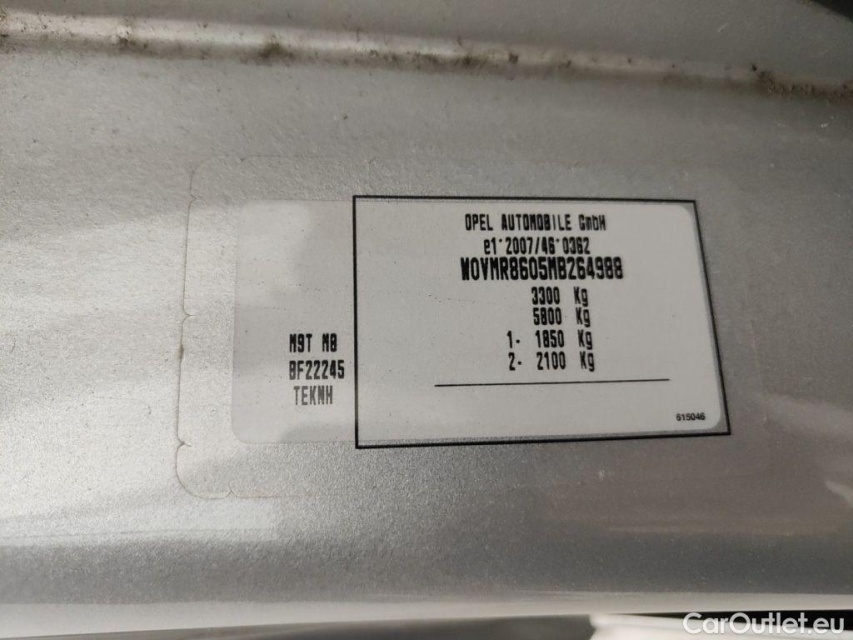 OPEL AUTOMOBILE GmbH
e1*2007/46*0362
W0VMR8605MB264988
3300 Kg
5800 Kg
1- 1850 Kg
2- 2100 Kg
M9T M8
BF22245
TEKNH
615046
CarOutlet.eu